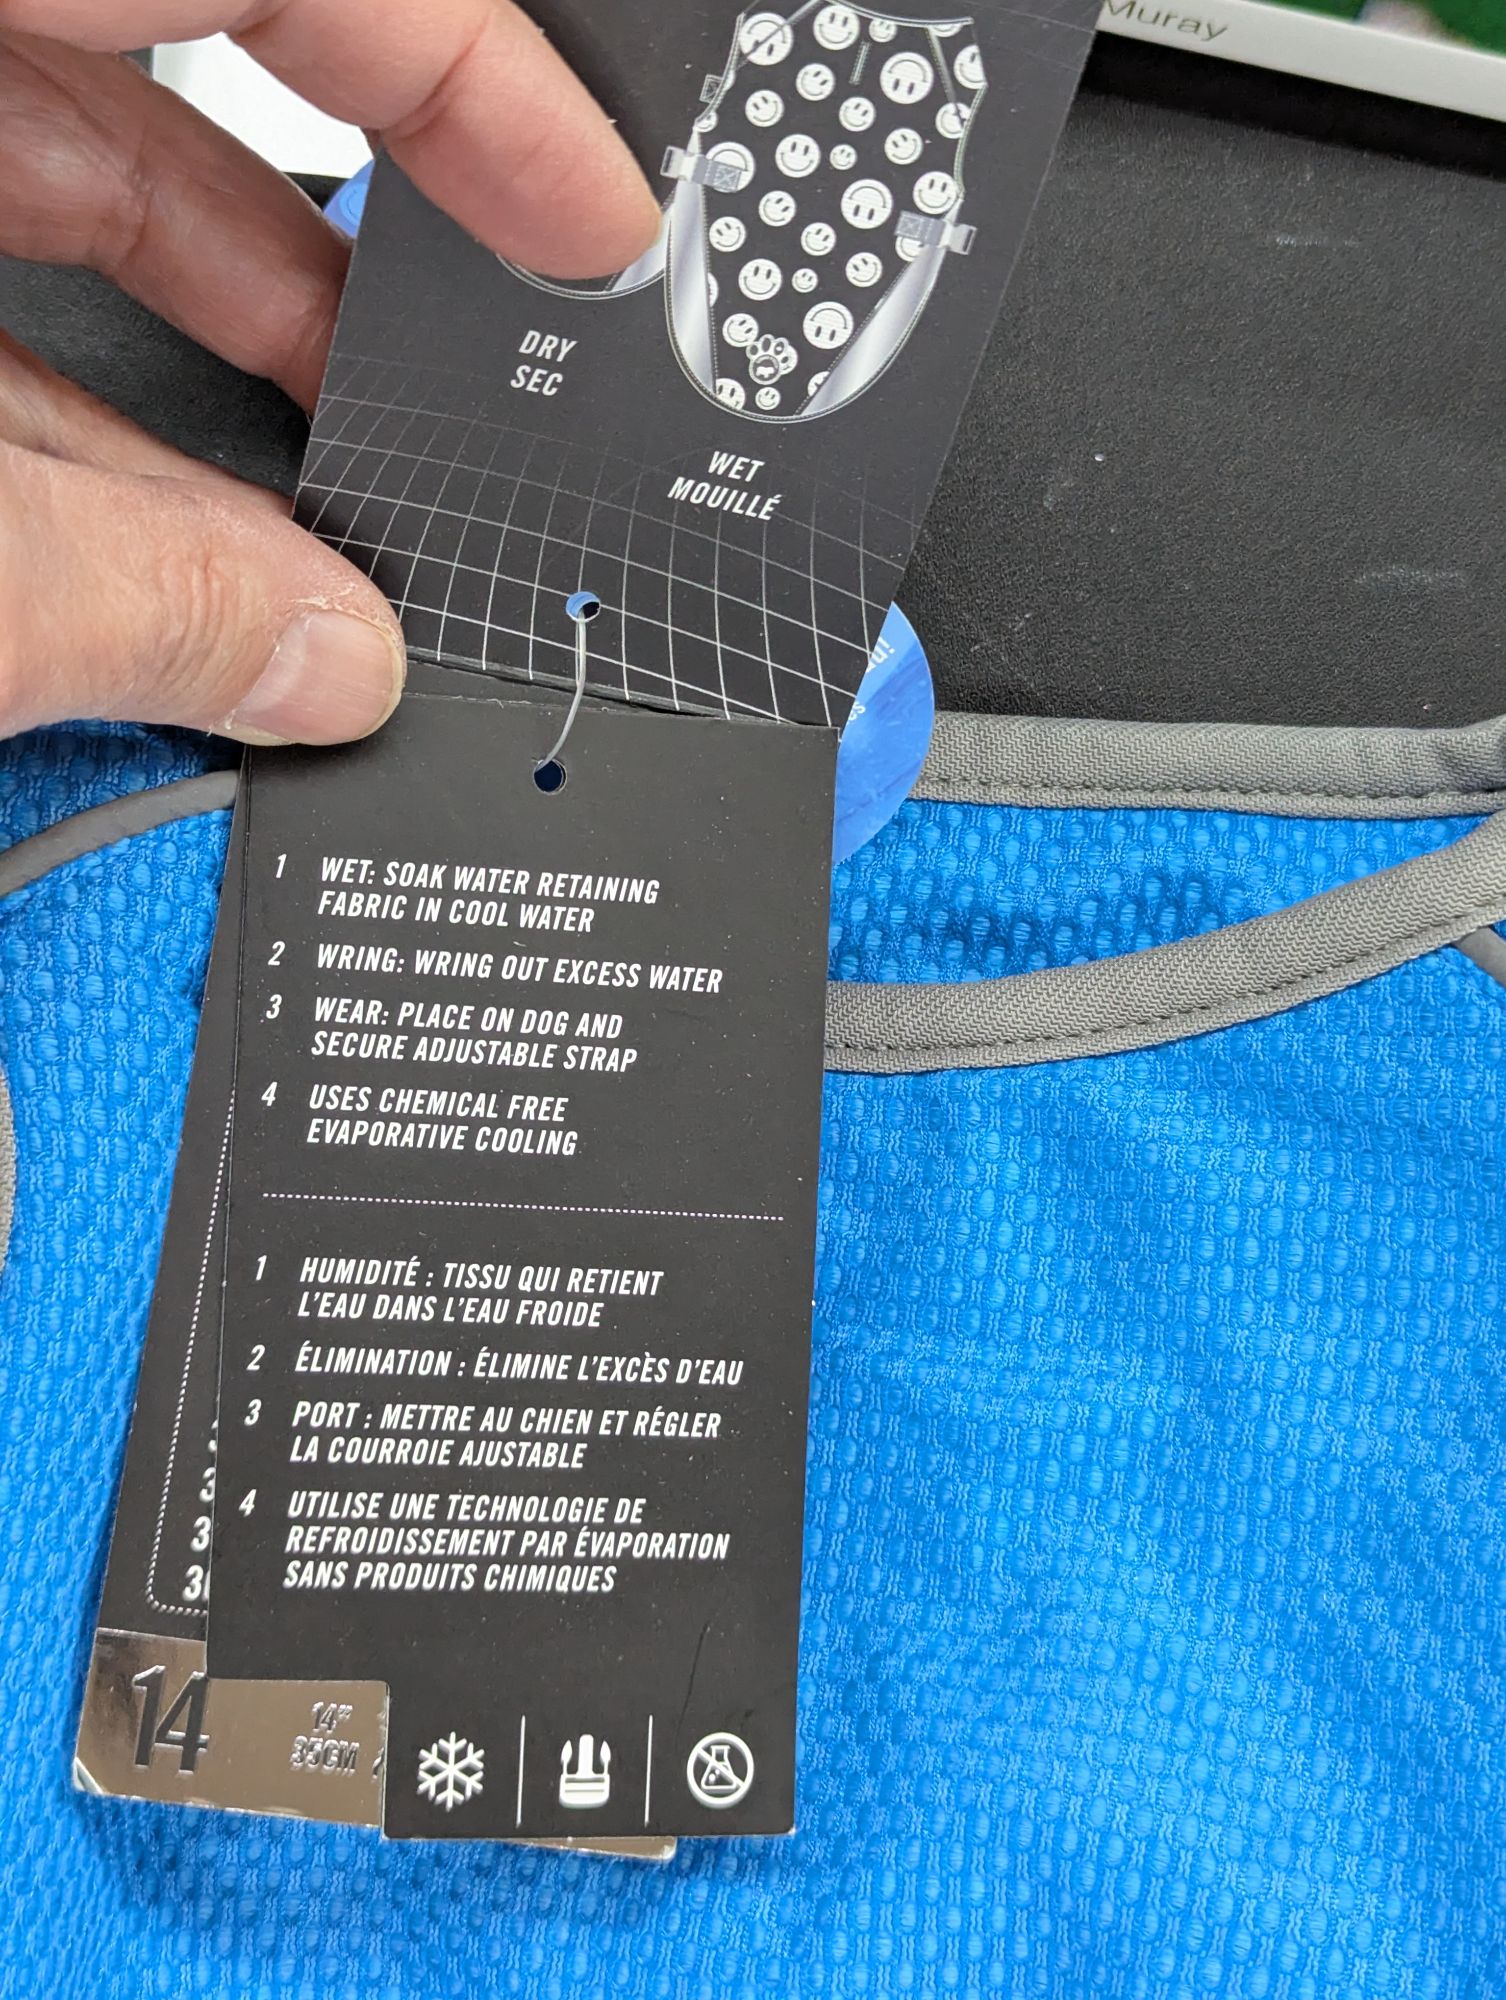 Muray
DRY
SEC
WET
MOUILLÉ
1 WET: SOAK WATER RETAINING
FABRIC IN COOL WATER
2 WRING: WRING OUT EXCESS WATER
3 WEAR: PLACE ON DOG AND
SECURE ADJUSTABLE STRAP
4 USES CHEMICAL FREE
EVAPORATIVE COOLING
1 HUMIDITÉ : TISSU QUI RETIENT
L'EAU DANS L'EAU FROIDE
2 ÉLIMINATION : ÉLIMINE L'EXCÈS D'EAU
3 PORT : METTRE AU CHIEN ET RÉGLER
LA COURROIE AJUSTABLE
4 UTILISE UNE TECHNOLOGIE DE
REFROIDISSEMENT PAR ÉVAPORATION
SANS PRODUITS CHIMIQUES
14
14"
35CM